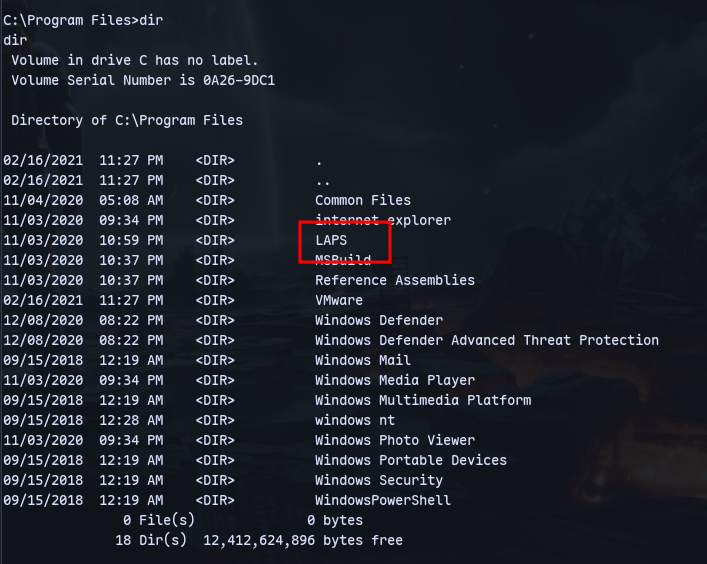 C:\Program Files>dir
dir
 Volume in drive C has no label.
 Volume Serial Number is 0A26-9DC1

 Directory of C:\Program Files

02/16/2021  11:27 PM    <DIR>          .
02/16/2021  11:27 PM    <DIR>          ..
11/04/2020  05:08 AM    <DIR>          Common Files
11/03/2020  09:34 PM    <DIR>          internet explorer
11/03/2020  10:59 PM    <DIR>          LAPS
11/03/2020  10:37 PM    <DIR>          MSBuild
11/03/2020  10:37 PM    <DIR>          Reference Assemblies
02/16/2021  11:27 PM    <DIR>          VMware
12/08/2020  08:22 PM    <DIR>          Windows Defender
12/08/2020  08:22 PM    <DIR>          Windows Defender Advanced Threat Protection
09/15/2018  12:19 AM    <DIR>          Windows Mail
11/03/2020  09:34 PM    <DIR>          Windows Media Player
09/15/2018  12:19 AM    <DIR>          Windows Multimedia Platform
09/15/2018  12:28 AM    <DIR>          windows nt
11/03/2020  09:34 PM    <DIR>          Windows Photo Viewer
09/15/2018  12:19 AM    <DIR>          Windows Portable Devices
09/15/2018  12:19 AM    <DIR>          Windows Security
09/15/2018  12:19 AM    <DIR>          WindowsPowerShell
               0 File(s)              0 bytes
              18 Dir(s)  12,412,624,896 bytes free